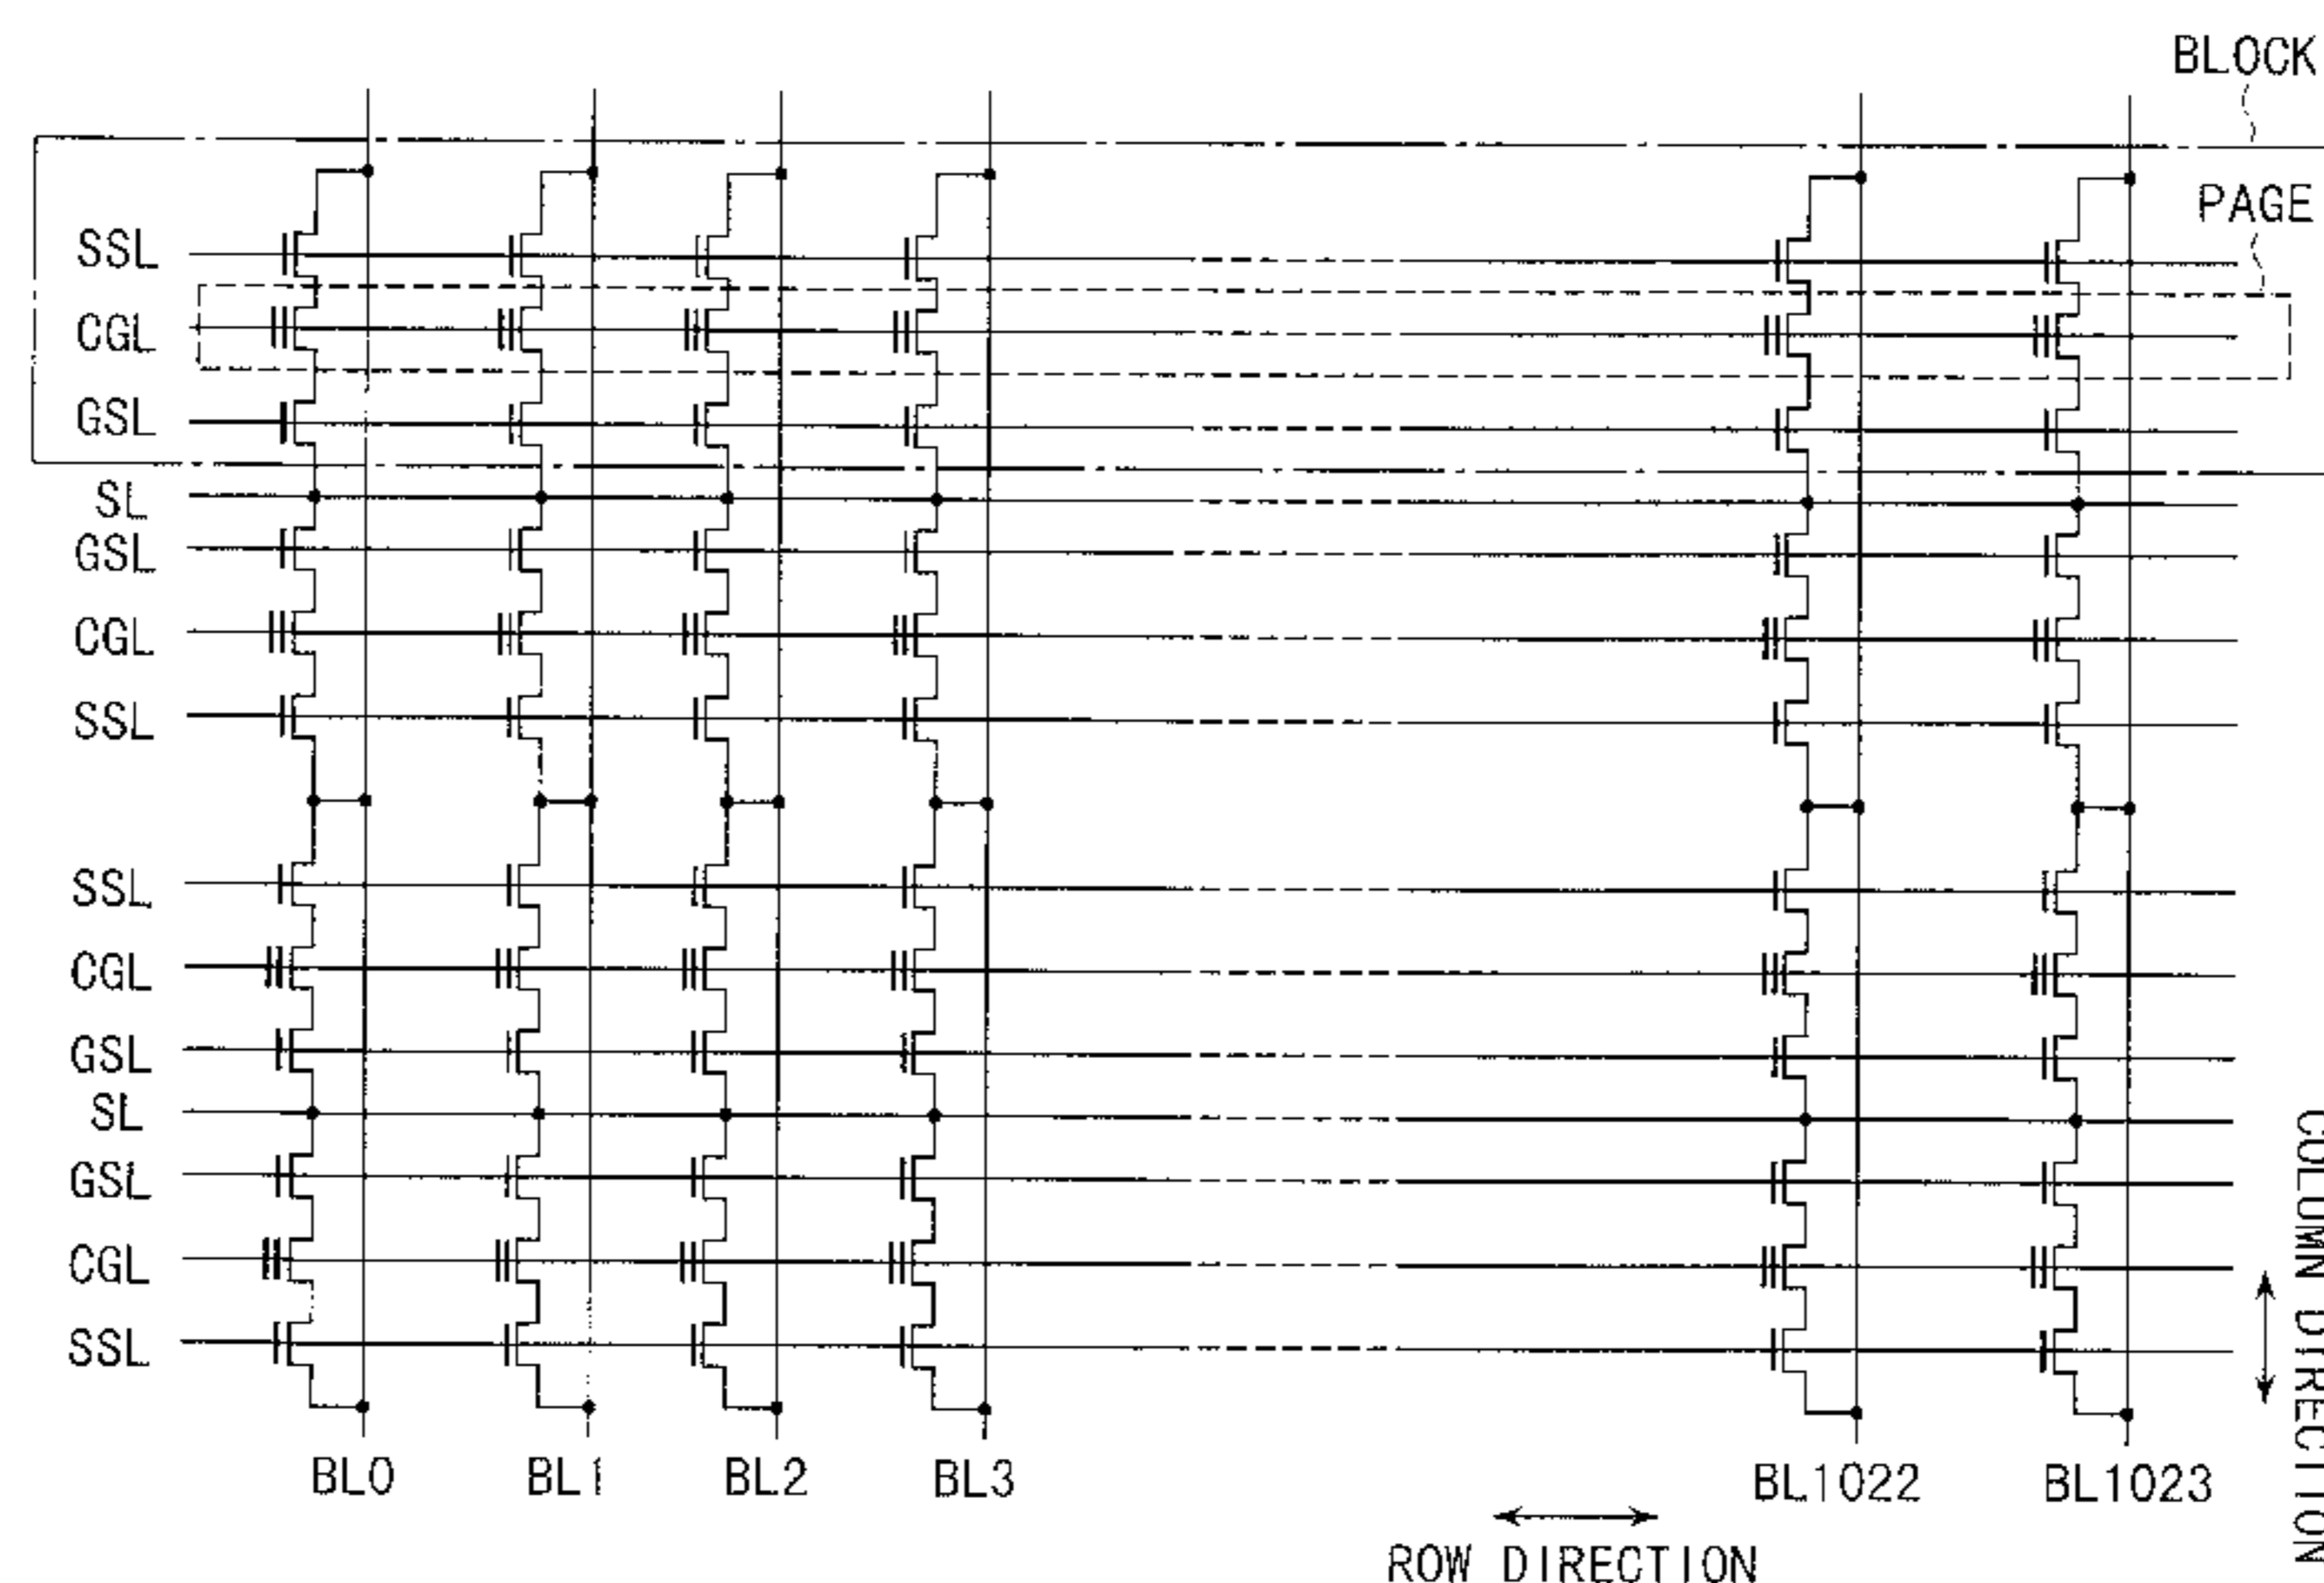 BLOCK
PAGE
SSL
CGL
GSL
SL
GSL
CGL
SSL
SSL
CGL
GSL
SL
GSL
CGL
SSL
BL0
BL1
BL2
BL3
BL1022
BL1023
ROW DIRECTION
COLUMN DIRECTION